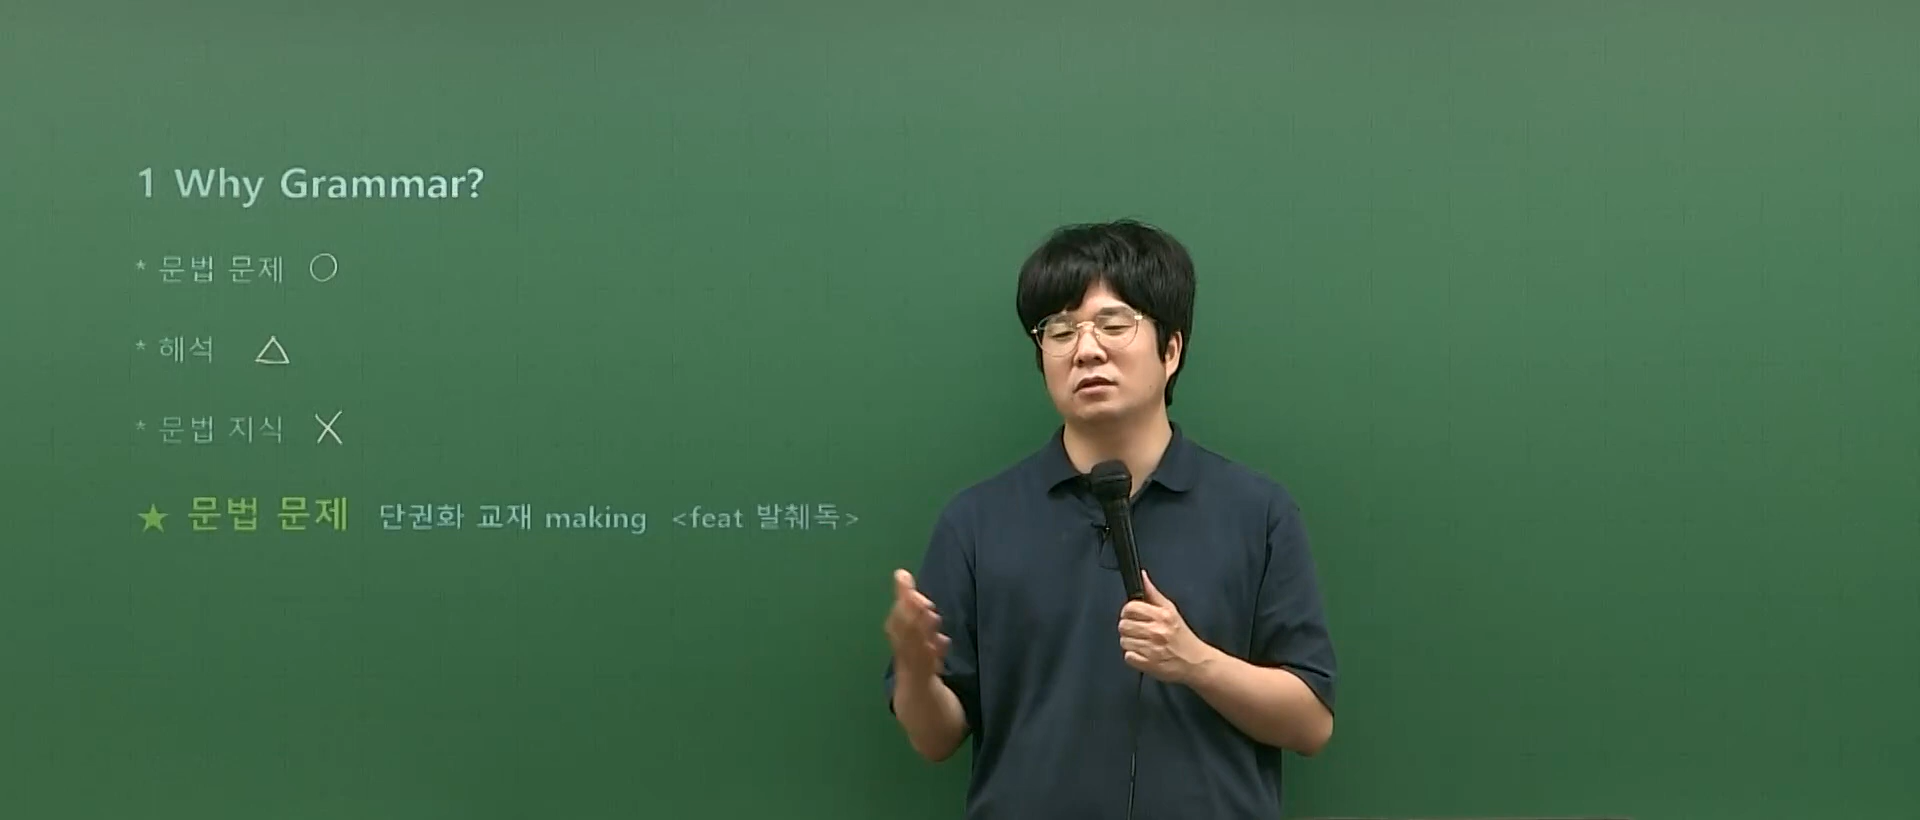 1 Why Grammar?
* 문법 문제 ○
* 해석 △
* 문법 지식 X
★ 문법 문제 단권화 교재 making <feat 발췌독>